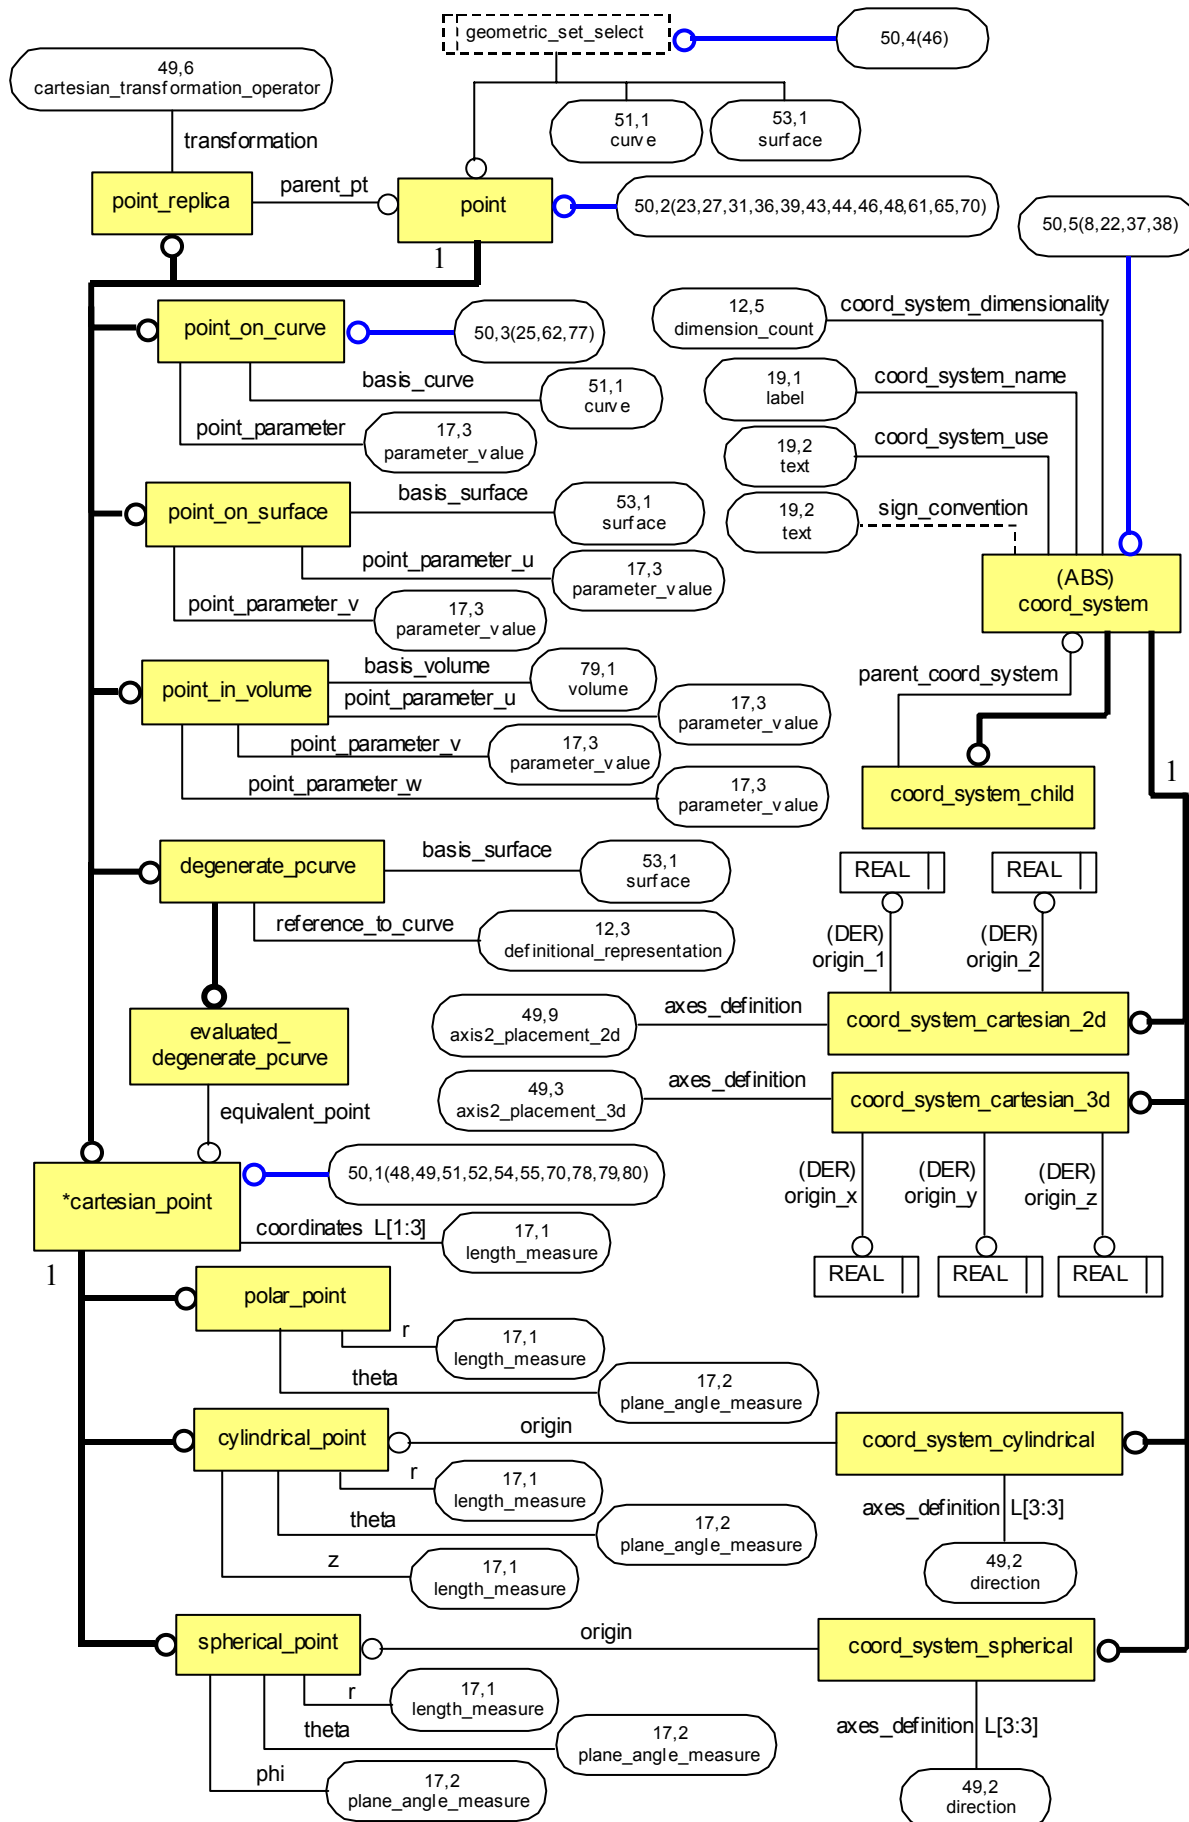 geometric_set_select
50,4(46)
49,6
cartesian_transformation_operator
51,1
curve
53,1
surface
transformation
point_replica
parent_pt
point
50,2(23,27,31,36,39,43,44,46,48,61,65,70)
50,5(8,22,37,38)
1
point_on_curve
50,3(25,62,77)
12,5
dimension_count
coord_system_dimensionality
basis_curve
51,1
curve
19,1
label
coord_system_name
point_parameter
17,3
parameter_value
19,2
text
coord_system_use
point_on_surface
basis_surface
53,1
surface
19,2
text
sign_convention
point_parameter_u
17,3
parameter_value
point_parameter_v
17,3
parameter_value
(ABS)
coord_system
point_in_volume
basis_volume
79,1
volume
parent_coord_system
point_parameter_u
17,3
parameter_value
point_parameter_v
17,3
parameter_value
point_parameter_w
17,3
parameter_value
coord_system_child
1
degenerate_pcurve
basis_surface
53,1
surface
REAL
REAL
reference_to_curve
12,3
definitional_representation
(DER)
origin_1
(DER)
origin_2
evaluated_
degenerate_pcurve
49,9
axis2_placement_2d
axes_definition
coord_system_cartesian_2d
equivalent_point
49,3
axis2_placement_3d
axes_definition
coord_system_cartesian_3d
*cartesian_point
50,1(48,49,51,52,54,55,70,78,79,80)
(DER)
origin_x
(DER)
origin_y
(DER)
origin_z
coordinates L[1:3]
17,1
length_measure
1
REAL
REAL
REAL
polar_point
r
17,1
length_measure
theta
17,2
plane_angle_measure
cylindrical_point
origin
coord_system_cylindrical
r
17,1
length_measure
theta
17,2
plane_angle_measure
axes_definition L[3:3]
z
17,1
length_measure
49,2
direction
spherical_point
origin
coord_system_spherical
r
17,1
length_measure
theta
17,2
plane_angle_measure
axes_definition L[3:3]
phi
17,2
plane_angle_measure
49,2
direction